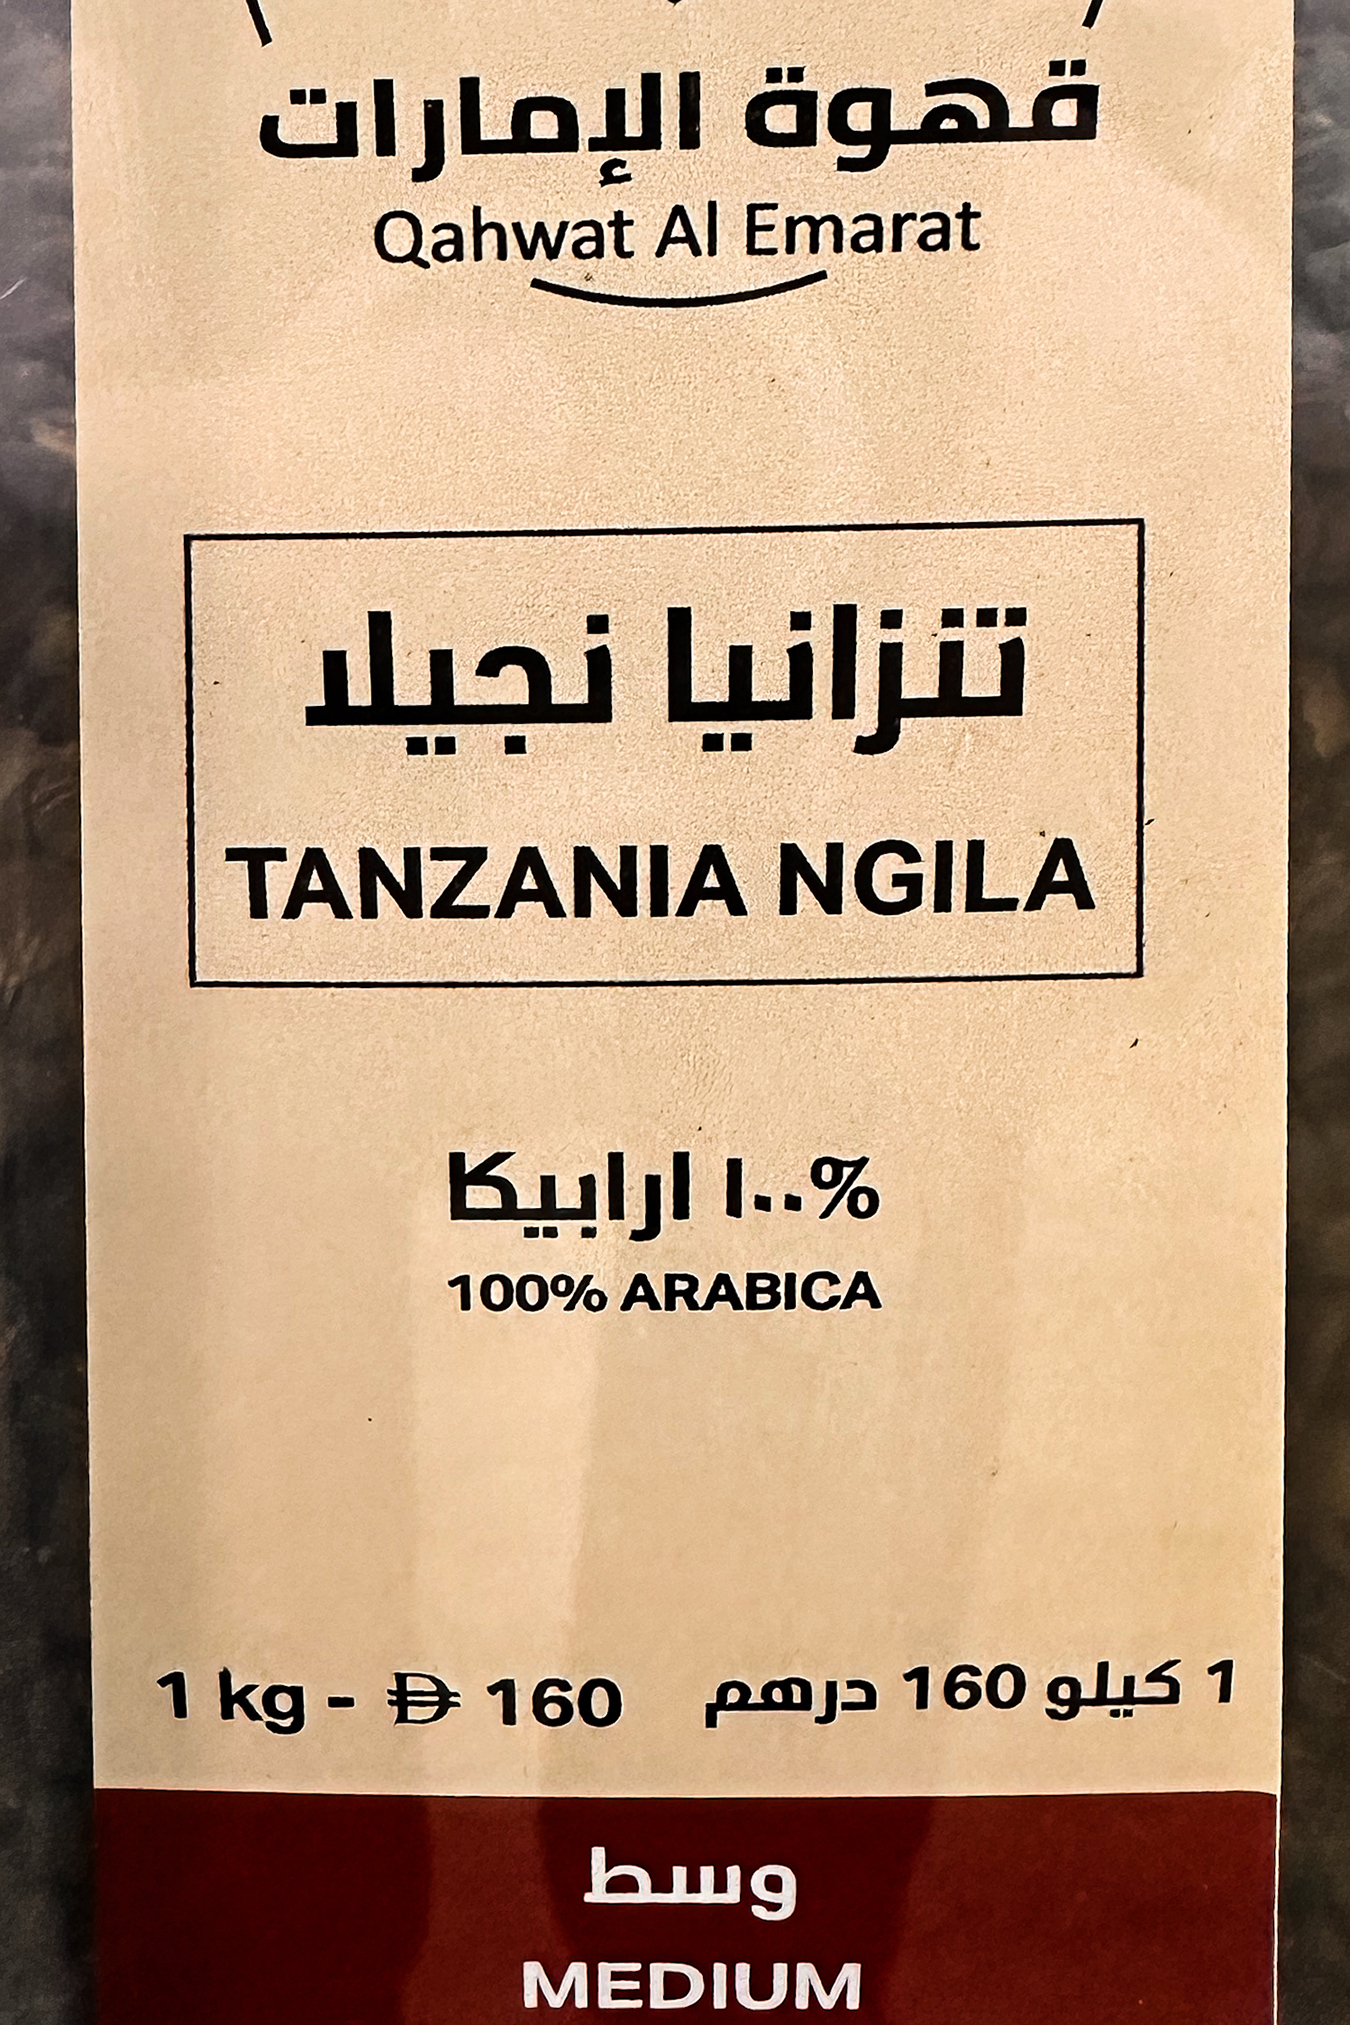 قهوة الإمارات
Qahwat Al Emarat
تنزانيا نجيلا
TANZANIA NGILA
%١٠٠ ارابيكا
100% ARABICA
1 kg - 160
1 كيلو 160 درهم
وسط
MEDIUM